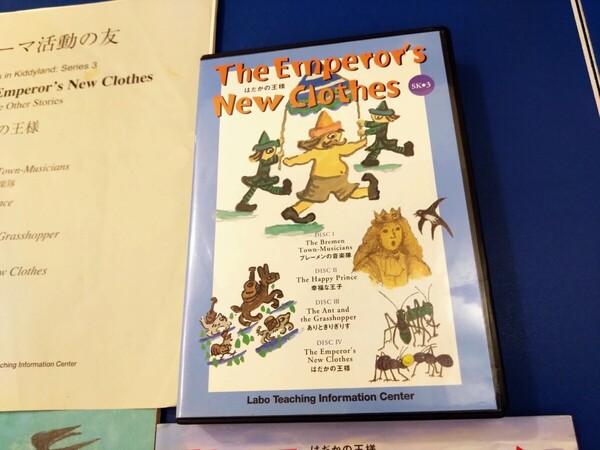 ーマ活動の友
in Kiddyland: Series 3
Emperor's New Clothes
Other Stories
の王様
Town-Musicians
楽隊
nce
Grasshopper
w Clothes
aching Information Center
The Emperor's
New Clothes
はだかの王様
SK-3
DISC I
The Bremen
Town-Musicians
ブレーメンの音楽隊
DISC II
The Happy Prince
幸福な王子
DISC III
The Ant and
the Grasshopper
ありときりぎりす
DISC IV
The Emperor's
New Clothes
はだかの王様
Labo Teaching Information Center
はだかの王様